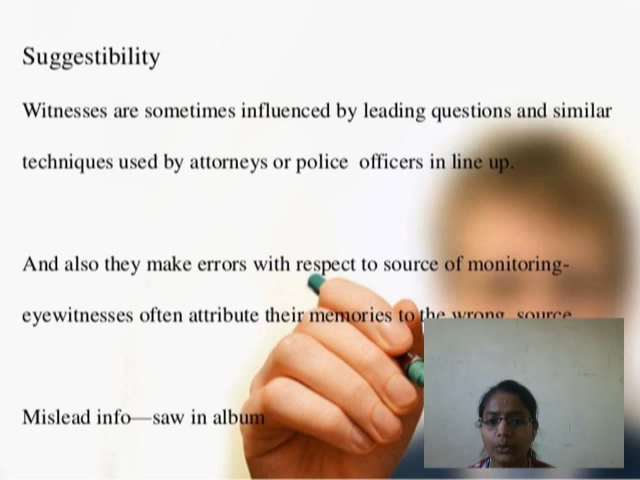 Suggestibility
Witnesses are sometimes influenced by leading questions and similar
techniques used by attorneys or police officers in line up.
And also they make errors with respect to source of monitoring-
eyewitnesses often attribute their memories to the wrong source
Mislead info—saw in album